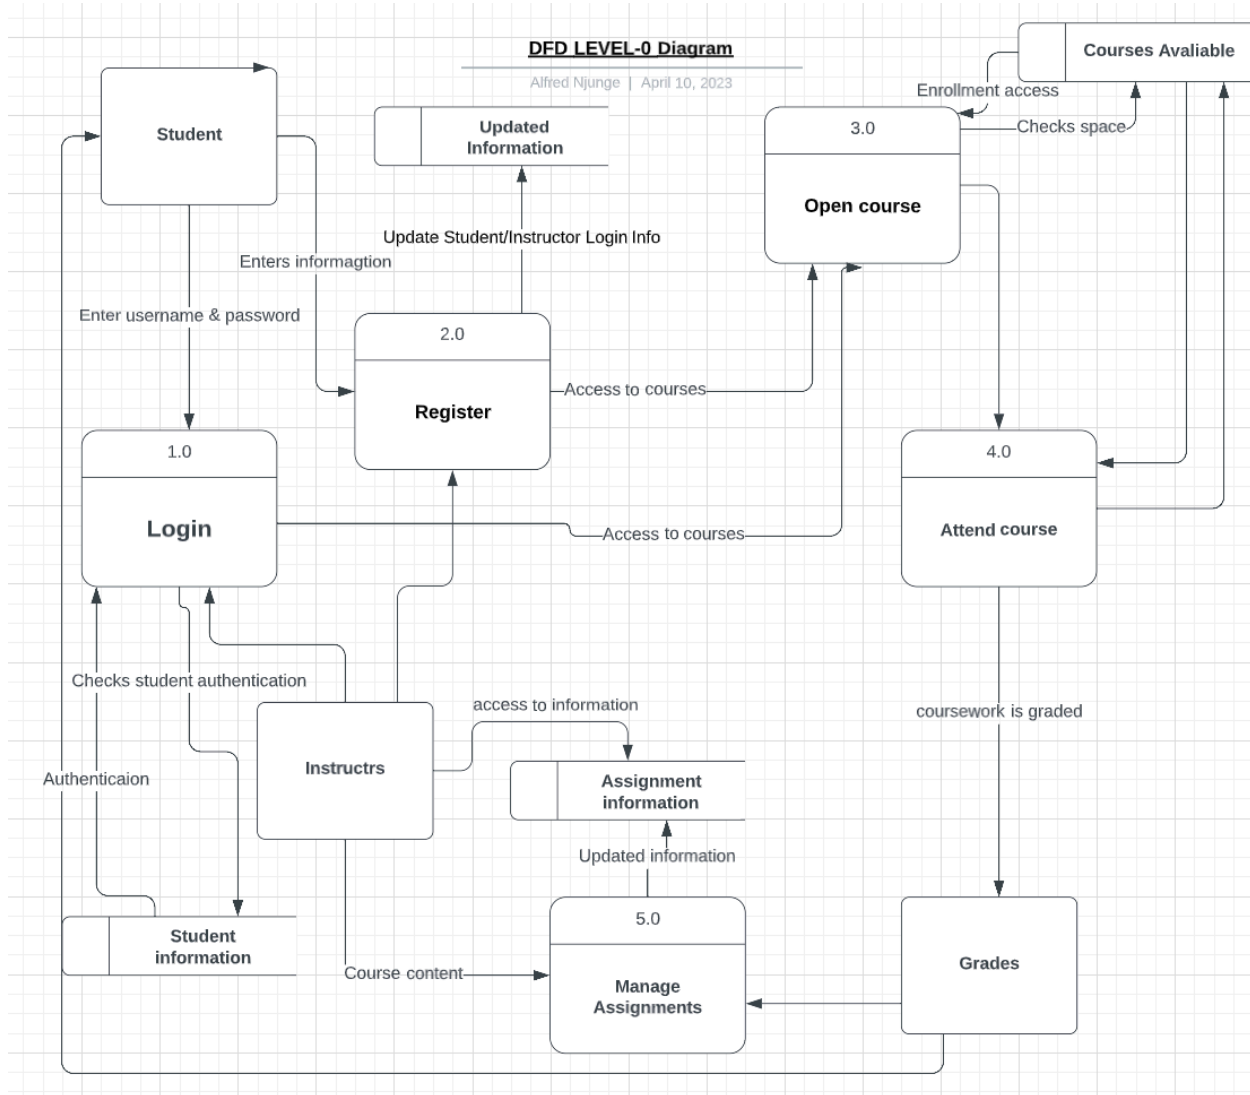 DFD LEVEL-0 Diagram
Alfred Njunge | April 10, 2023
Courses Avaliable
Enrollment access
Checks space
Student
Updated
Information
3.0
Open course
Update Student/Instructor Login Info
Enters informagtion
Enter username & password
2.0
Register
Access to courses
1.0
Login
4.0
Attend course
Access to courses
Checks student authentication
Authenticaion
Instructrs
access to information
Assignment
information
coursework is graded
Updated information
5.0
Manage
Assignments
Student
information
Course content
Grades